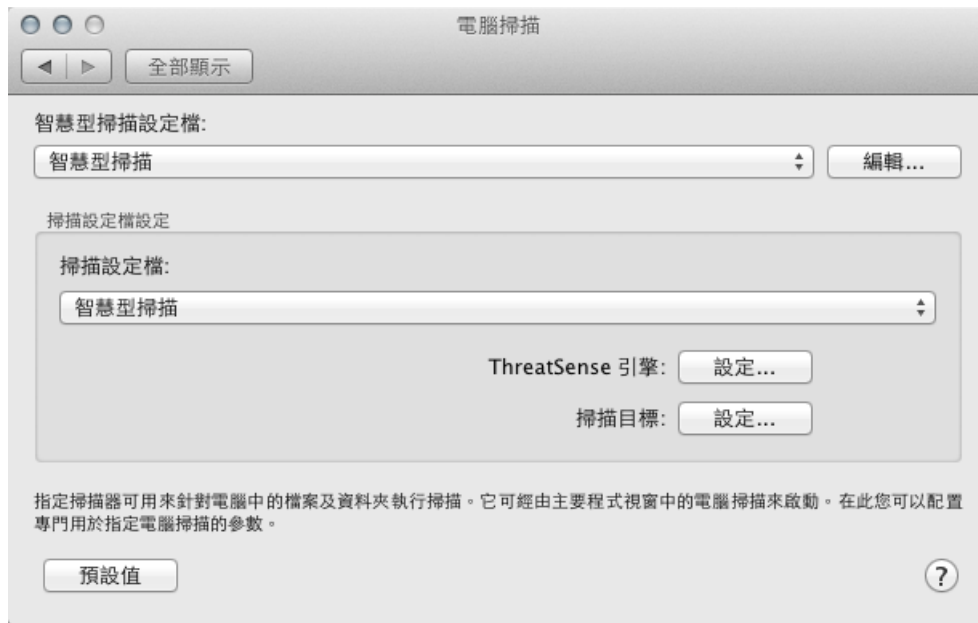 電腦掃描
全部顯示
智慧型掃描設定檔:
智慧型掃描
編輯...
掃描設定檔設定
掃描設定檔:
智慧型掃描
ThreatSense 引擎:
設定...
掃描目標:
設定...
指定掃描器可用來針對電腦中的檔案及資料夾執行掃描。它可經由主要程式視窗中的電腦掃描來啟動。在此您可以配置
專門用於指定電腦掃描的參數。
預設值
?